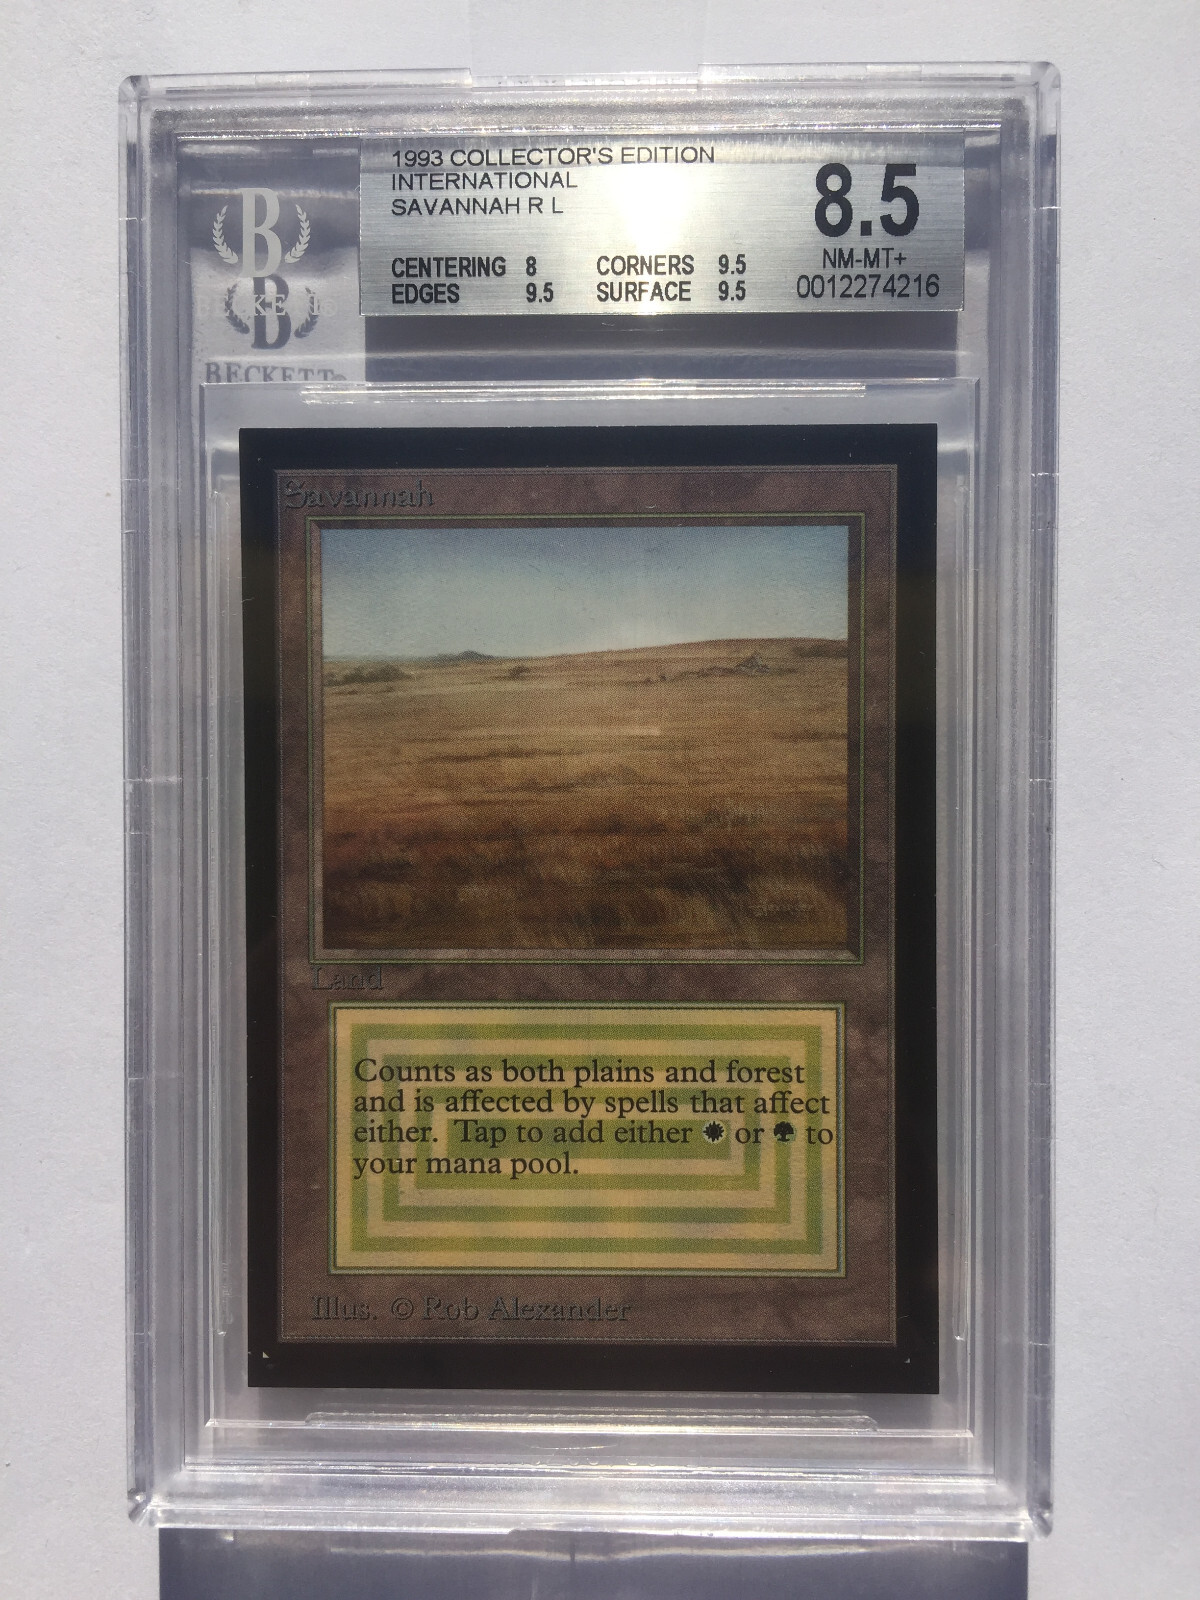 1993 COLLECTOR'S EDITION
INTERNATIONAL
SAVANNAH R L
8.5
NM-MT+
0012274216
CENTERING 8 CORNERS 9.5
EDGES 9.5 SURFACE 9.5
B
BECKETT
B
BECKETT
Savannah
Land
Counts as both plains and forest
and is affected by spells that affect
either. Tap to add either or to
your mana pool.
Illus. © Rob Alexander